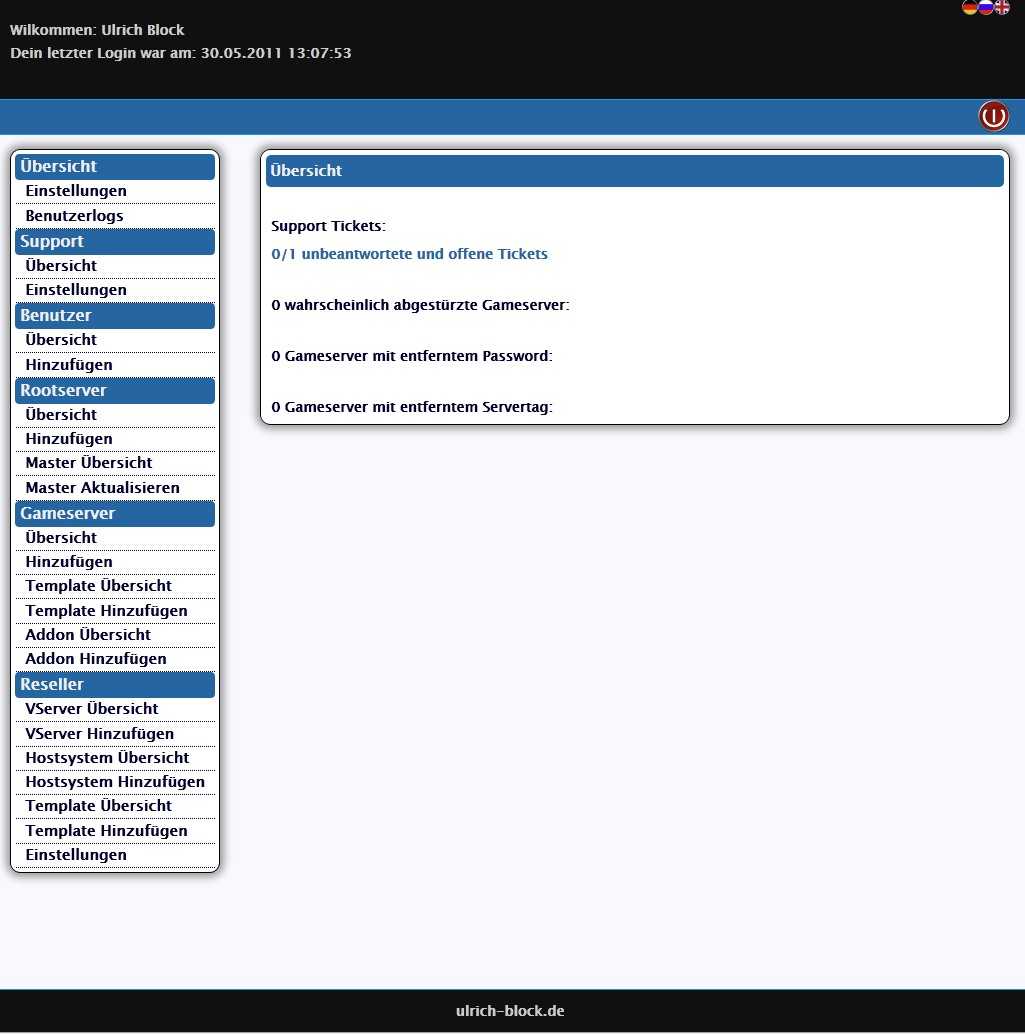 Wilkommen: Ulrich Block
Dein letzter Login war am: 30.05.2011 13:07:53
Übersicht
Einstellungen
Benutzerlogs
Support
Übersicht
Einstellungen
Benutzer
Übersicht
Hinzufügen
Rootserver
Übersicht
Hinzufügen
Master Übersicht
Master Aktualisieren
Gameserver
Übersicht
Hinzufügen
Template Übersicht
Template Hinzufügen
Addon Übersicht
Addon Hinzufügen
Reseller
VServer Übersicht
VServer Hinzufügen
Hostsystem Übersicht
Hostsystem Hinzufügen
Template Übersicht
Template Hinzufügen
Einstellungen
Übersicht
Support Tickets:
0/1 unbeantwortete und offene Tickets
0 wahrscheinlich abgestürzte Gameserver:
0 Gameserver mit entferntem Password:
0 Gameserver mit entferntem Servertag:
ulrich-block.de